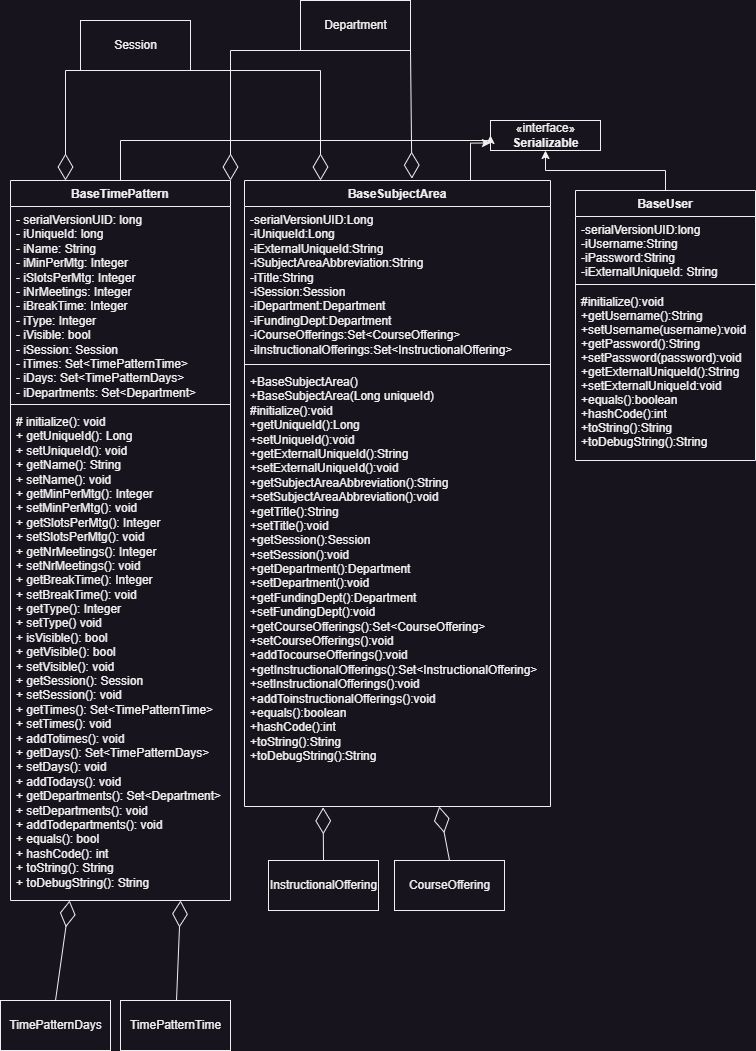 Department
Session
«interface»
Serializable
BaseTimePattern
- serialVersionUID: long
- iUniqueId: long
- iName: String
- iMinPerMtg: Integer
- iSlotsPerMtg: Integer
- iNrMeetings: Integer
- iBreakTime: Integer
- iType: Integer
- iVisible: bool
- iSession: Session
- iTimes: Set<TimePatternTime>
- iDays: Set<TimePatternDays>
- iDepartments: Set<Department>
# initialize(): void
+ getUniqueId(): Long
+ setUniqueId(): void
+ getName(): String
+ setName(): void
+ getMinPerMtg(): Integer
+ setMinPerMtg(): void
+ getSlotsPerMtg(): Integer
+ setSlotsPerMtg(): void
+ getNrMeetings(): Integer
+ setNrMeetings(): void
+ getBreakTime(): Integer
+ setBreakTime(): void
+ getType(): Integer
+ setType() void
+ isVisible(): bool
+ getVisible(): bool
+ setVisible(): void
+ getSession(): Session
+ setSession(): void
+ getTimes(): Set<TimePatternTime>
+ setTimes(): void
+ addTotimes(): void
+ getDays(): Set<TimePatternDays>
+ setDays(): void
+ addTodays(): void
+ getDepartments(): Set<Department>
+ setDepartments(): void
+ addTodepartments(): void
+ equals(): bool
+ hashCode(): int
+ toString(): String
+ toDebugString(): String
BaseSubjectArea
-serialVersionUID:Long
-iUniqueId:Long
-iExternalUniqueId:String
-iSubjectAreaAbbreviation:String
-iTitle:String
-iSession:Session
-iDepartment:Department
-iFundingDept:Department
-iCourseOfferings:Set<CourseOffering>
-iInstructionalOfferings:Set<InstructionalOffering>
+BaseSubjectArea()
+BaseSubjectArea(Long uniqueId)
#initialize():void
+getUniqueId():Long
+setUniqueId():void
+getExternalUniqueId():String
+setExternalUniqueId():void
+getSubjectAreaAbbreviation():String
+setSubjectAreaAbbreviation():void
+getTitle():String
+setTitle():void
+getSession():Session
+setSession():void
+getDepartment():Department
+setDepartment():void
+getFundingDept():Department
+setFundingDept():void
+getCourseOfferings():Set<CourseOffering>
+setCourseOfferings():void
+addTocourseOfferings():void
+getInstructionalOfferings():Set<InstructionalOffering>
+setInstructionalOfferings():void
+addToinstructionalOfferings():void
+equals():boolean
+hashCode():int
+toString():String
+toDebugString():String
BaseUser
-serialVersionUID:long
-iUsername:String
-iPassword:String
-iExternalUniqueId: String
#initialize():void
+getUsername():String
+setUsername(username):void
+getPassword():String
+setPassword(password):void
+getExternalUniqueId():String
+setExternalUniqueId:void
+equals():boolean
+hashCode():int
+toString():String
+toDebugString():String
InstructionalOffering
CourseOffering
TimePatternDays
TimePatternTime